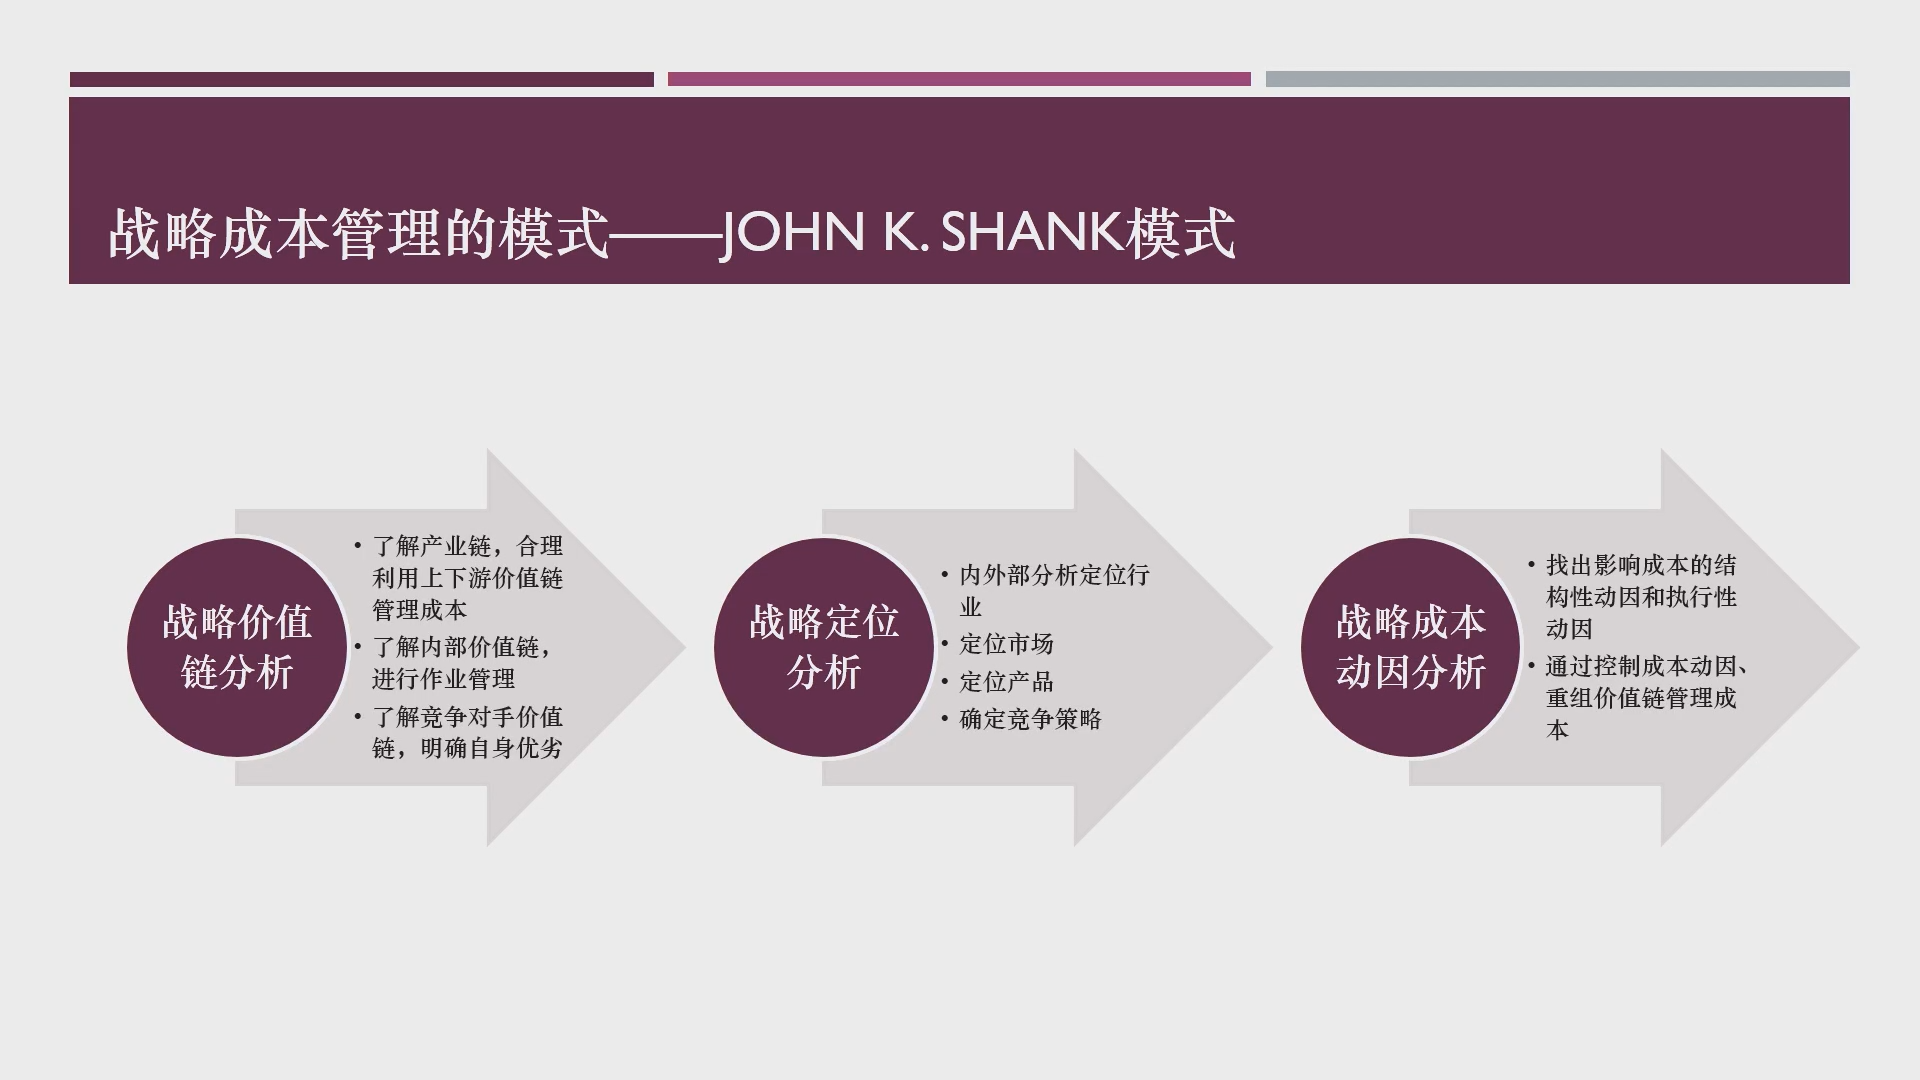 战略成本管理的模式——JOHN K. SHANK模式
战略价值
链分析
• 了解产业链，合理
利用上下游价值链
管理成本
• 了解内部价值链，
进行作业管理
• 了解竞争对手价值
链，明确自身优劣
战略定位
分析
• 内外部分析定位行
业
• 定位市场
• 定位产品
• 确定竞争策略
战略成本
动因分析
• 找出影响成本的结
构性动因和执行性
动因
• 通过控制成本动因、
重组价值链管理成
本